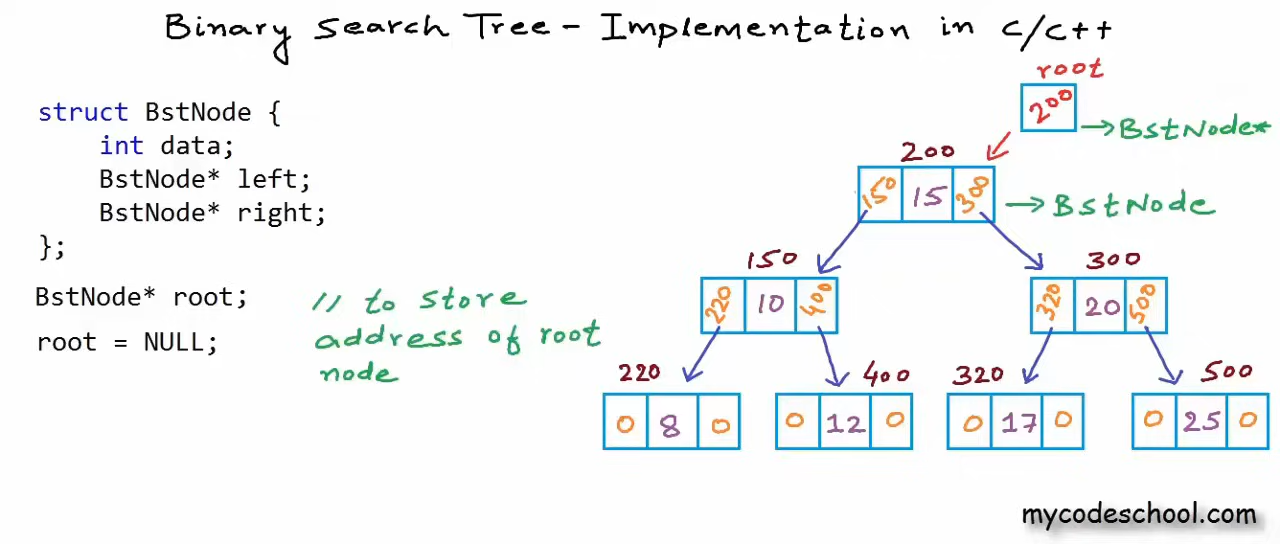 Binary Search Tree - Implementation in C/C++
struct BstNode {
int data;
BstNode* left;
BstNode* right;
};
BstNode* root;
root = NULL;
// to store
address of root
node
root
200
→BstNode*
200
150 15 300
→BstNode
150
220 10 400
300
320 20 500
220
0 8 0
400
0 12 0
320
0 17 0
500
0 25 0
mycodeschool.com